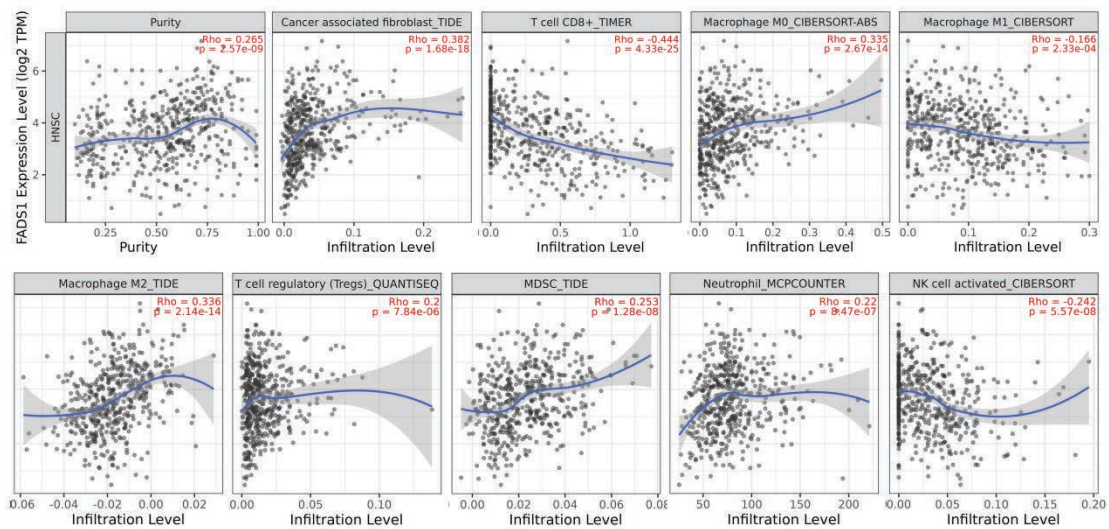 Purity
Cancer associated fibroblast_TIDE
T cell CD8+_TIMER
Macrophage M0_CIBERSORT-ABS
Macrophage M1_CIBERSORT
Rho = 0.265
p = 2.57e-09
Rho = 0.382
p = 1.68e-18
Rho = -0.444
p = 4.33e-25
Rho = 0.335
p = 2.67e-14
Rho = -0.166
p = 2.33e-04
FADS1 Expression Level (log2 TPM)
HNSC
6
4
2
0.25 0.50 0.75 1.00
0.0 0.1 0.2
0.0 0.5 1.0
0.0 0.1 0.2 0.3 0.4 0.5
0.0 0.1 0.2 0.3
Purity
Infiltration Level
Infiltration Level
Infiltration Level
Infiltration Level
Macrophage M2_TIDE
T cell regulatory (Tregs)_QUANTISEQ
MDSC_TIDE
Neutrophil_MCPCOUNTER
NK cell activated_CIBERSORT
Rho = 0.336
p = 2.14e-14
Rho = 0.2
p = 7.84e-06
Rho = 0.253
p = 1.28e-08
Rho = 0.22
p = 8.47e-07
Rho = -0.242
p = 5.57e-08
0.06 -0.04 -0.02 0.00 0.02
0.00 0.05 0.10
0.00 0.02 0.04 0.06 0.08
50 100 150 200
0.00 0.05 0.10 0.15 0.20
Infiltration Level
Infiltration Level
Infiltration Level
Infiltration Level
Infiltration Level